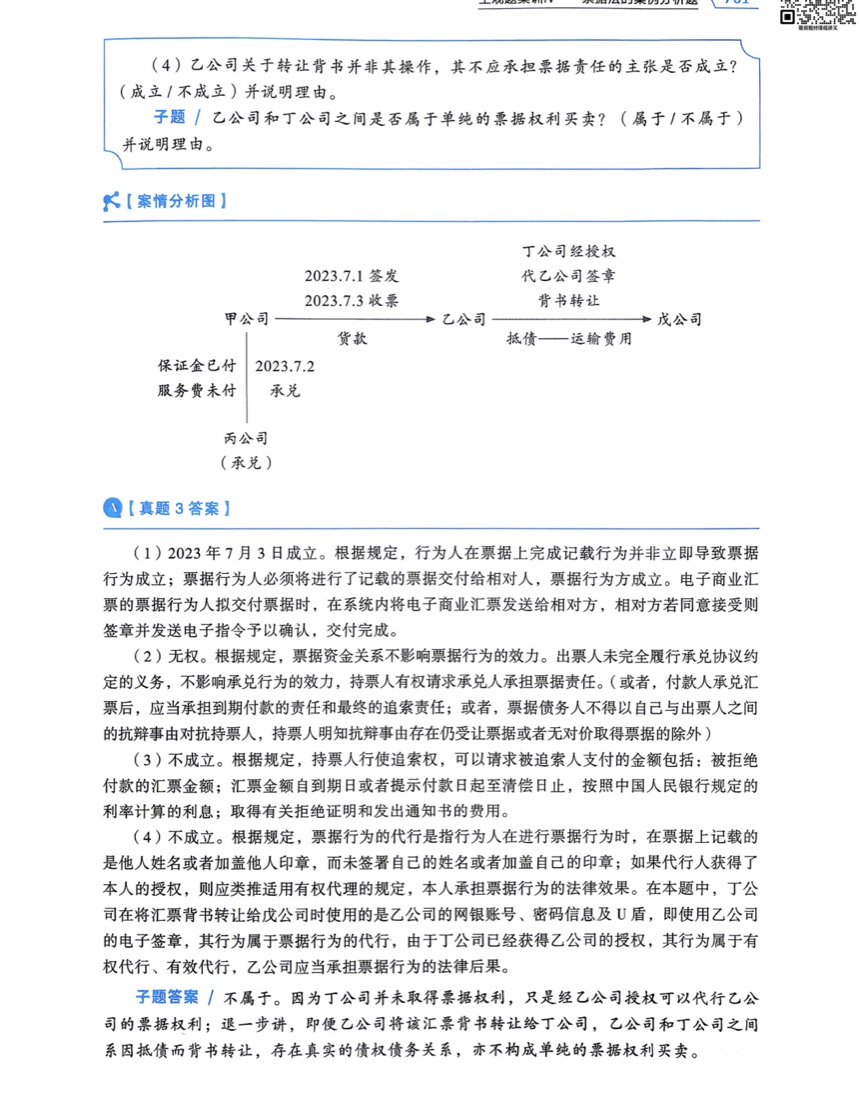 主观题集训Ⅳ——票据法的案例分析题
761
(4)乙公司关于转让背书并非其操作，其不应承担票据责任的主张是否成立？
(成立/不成立)并说明理由。
子题 / 乙公司和丁公司之间是否属于单纯的票据权利买卖？(属于/不属于)
并说明理由。
【案情分析图】
丁公司经授权
2023.7.1 签发
代乙公司签章
2023.7.3 收票
背书转让
甲公司
乙公司
戊公司
货款
抵债——运输费用
保证金已付
2023.7.2
服务费未付
承兑
丙公司
(承兑)
【真题 3 答案】
(1)2023 年 7 月 3 日成立。根据规定，行为人在票据上完成记载行为并非立即导致票据
行为成立；票据行为人必须将进行了记载的票据交付给相对人，票据行为方成立。电子商业汇
票的票据行为人拟交付票据时，在系统内将电子商业汇票发送给相对方，相对方若同意接受则
签章并发送电子指令予以确认，交付完成。
(2)无权。根据规定，票据资金关系不影响票据行为的效力。出票人未完全履行承兑协议约
定的义务，不影响承兑行为的效力，持票人有权请求承兑人承担票据责任。(或者，付款人承兑汇
票后，应当承担到期付款的责任和最终的追索责任；或者，票据债务人不得以自己与出票人之间
的抗辩事由对抗持票人，持票人明知抗辩事由存在仍受让票据或者无对价取得票据的除外)
(3)不成立。根据规定，持票人行使追索权，可以请求被追索人支付的金额包括：被拒绝
付款的汇票金额；汇票金额自到期日或者提示付款日起至清偿日止，按照中国人民银行规定的
利率计算的利息；取得有关拒绝证明和发出通知书的费用。
(4)不成立。根据规定，票据行为的代行是指行为人在进行票据行为时，在票据上记载的
是他人姓名或者加盖他人印章，而未签署自己的姓名或者加盖自己的印章；如果代行人获得了
本人的授权，则应类推适用有权代理的规定，本人承担票据行为的法律效果。在本题中，丁公
司在将汇票背书转让给戊公司时使用的是乙公司的网银账号、密码信息及 U 盾，即使用乙公司
的电子签章，其行为属于票据行为的代行，由于丁公司已经获得乙公司的授权，其行为属于有
权代行、有效代行，乙公司应当承担票据行为的法律后果。
子题答案 / 不属于。因为丁公司并未取得票据权利，只是经乙公司授权可以代行乙公
司的票据权利；退一步讲，即便乙公司将该汇票背书转让给丁公司，乙公司和丁公司之间
系因抵债而背书转让，存在真实的债权债务关系，亦不构成单纯的票据权利买卖。